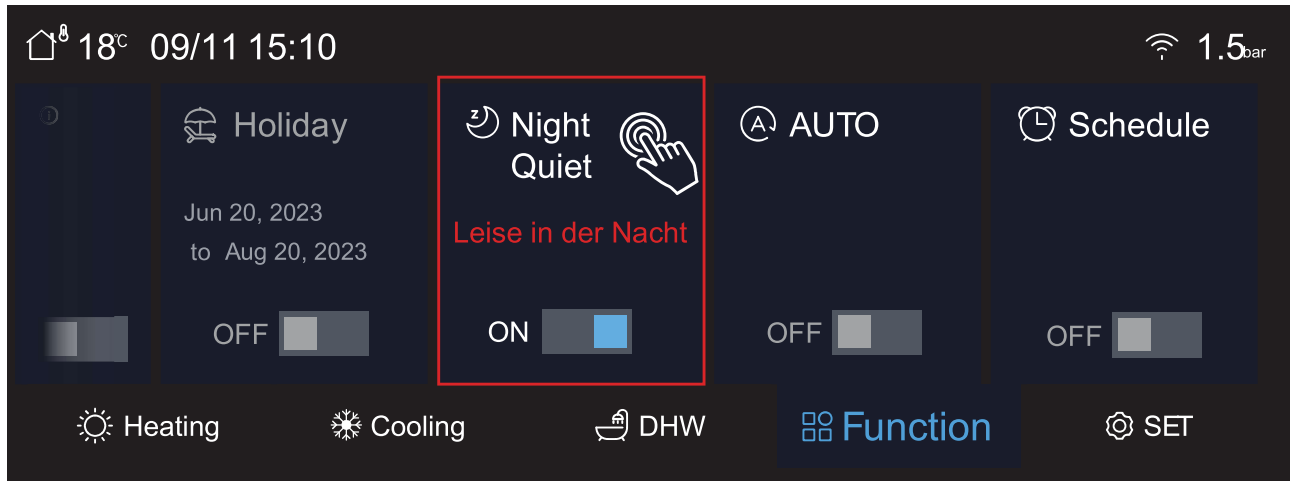 18℃ 09/11 15:10
1.5bar
Holiday
Jun 20, 2023
to Aug 20, 2023
OFF
Night
Quiet
Leise in der Nacht
ON
AUTO
OFF
Schedule
OFF
Heating
Cooling
DHW
Function
SET